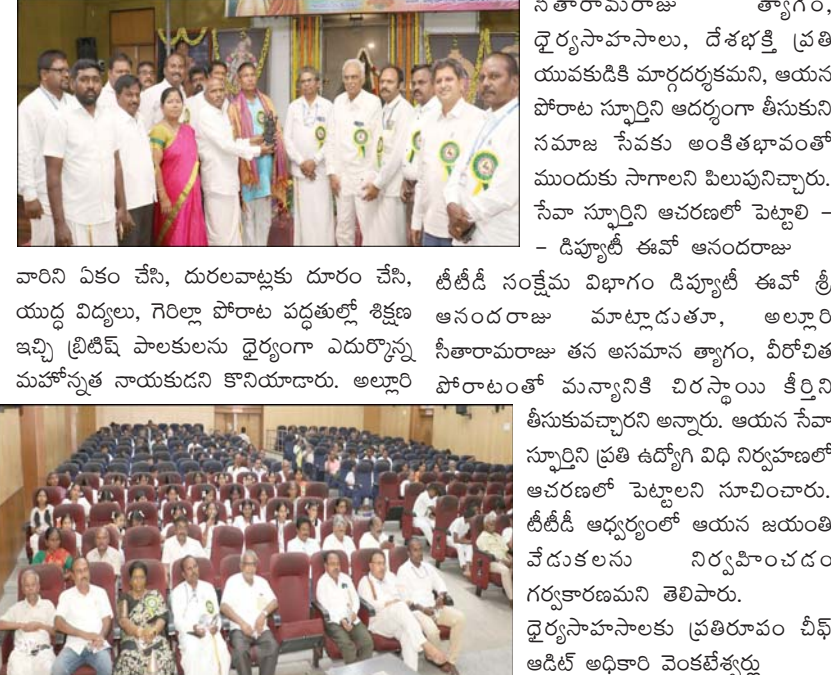 వారిని ఏకం చేసి, దురలవాట్లకు దూరం చేసి,
యుద్ధ విద్యలు, గెరిల్లా పోరాట పద్ధతుల్లో శిక్షణ
ఇచ్చి బ్రిటిష్ పాలకులను ధైర్యంగా ఎదుర్కొన్న
మహోన్నత నాయకుడని కొనియాడారు. అల్లూరి
సీతారామరాజు త్యాగం,
ధైర్యసాహసాలు, దేశభక్తి ప్రతి
యువకుడికి మార్గదర్శకమని, ఆయన
పోరాట స్ఫూర్తిని ఆదర్శంగా తీసుకుని
సమాజ సేవకు అంకితభావంతో
ముందుకు సాగాలని పిలుపునిచ్చారు.
సేవా స్ఫూర్తిని ఆచరణలో పెట్టాలి –
– డిప్యూటీ ఈవో ఆనందరాజు
టీటీడీ సంక్షేమ విభాగం డిప్యూటీ ఈవో శ్రీ
ఆనందరాజు మాట్లాడుతూ, అల్లూరి
సీతారామరాజు తన అసమాన త్యాగం, వీరోచిత
పోరాటంతో మన్యానికి చిరస్థాయి కీర్తిని
తీసుకువచ్చారని అన్నారు. ఆయన సేవా
స్ఫూర్తిని ప్రతి ఉద్యోగి విధి నిర్వహణలో
ఆచరణలో పెట్టాలని సూచించారు.
టీటీడీ ఆధ్వర్యంలో ఆయన జయంతి
వేడుకలను నిర్వహించడం
గర్వకారణమని తెలిపారు.
ధైర్యసాహసాలకు ప్రతిరూపం చీఫ్
ఆడిట్ అధికారి వెంకటేశ్వర్లు